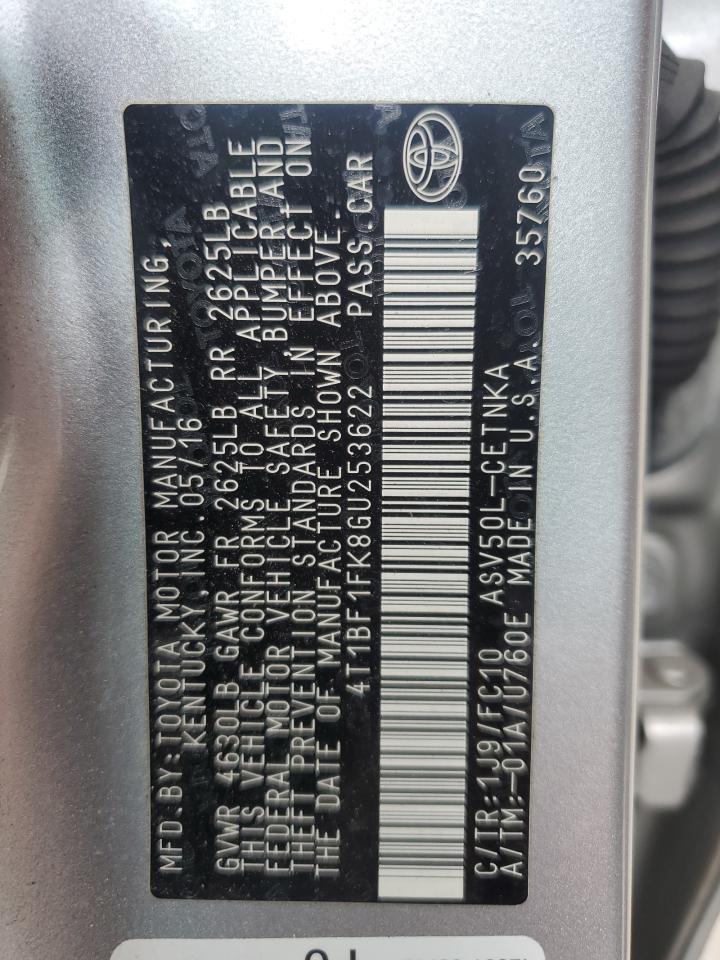 MFD.BY:TOYOTA MOTOR MANUFACTURING,
KENTUCKY,INC.05/16
GVWR 4630LB GAWR FR 2625LB RR 2625LB
THIS VEHICLE CONFORMS TO ALL APPLICABLE
FEDERAL MOTOR VEHICLE SAFETY,BUMPER,AND
THEFT PREVENTION STANDARDS IN EFFECT ON
THE DATE OF MANUFACTURE SHOWN ABOVE.
4T1BF1FK8GU253622 PASS.CAR
C/TR:1J9/FC10 ASV50L-CETNKA
A/TM:-01A/U760E MADE IN U.S.A. 35760